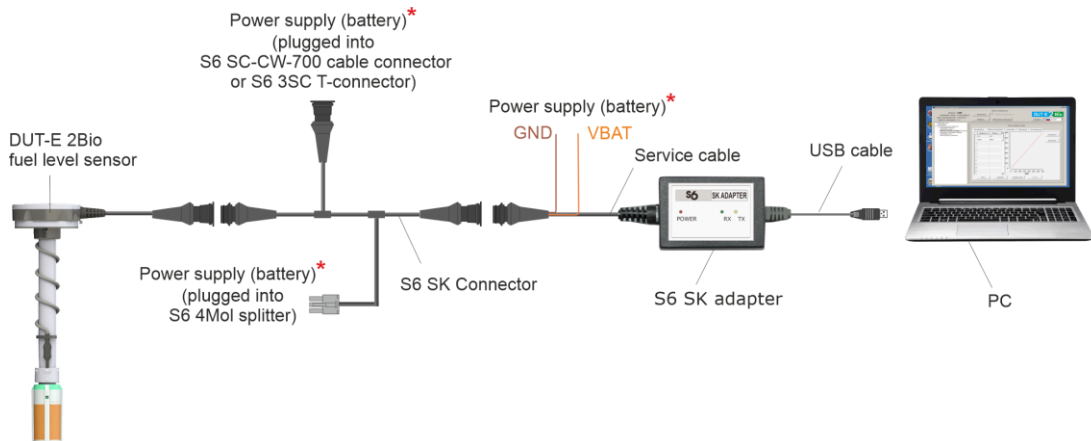 Power supply (battery)*
(plugged into
S6 SC-CW-700 cable connector
or S6 3SC T-connector)
Power supply (battery)*
GND
VBAT
DUT-E 2Bio
fuel level sensor
Service cable
USB cable
S6
SK ADAPTER
POWER
RX
TX
Power supply (battery)*
(plugged into
S6 4Mol splitter)
S6 SK Connector
S6 SK adapter
PC